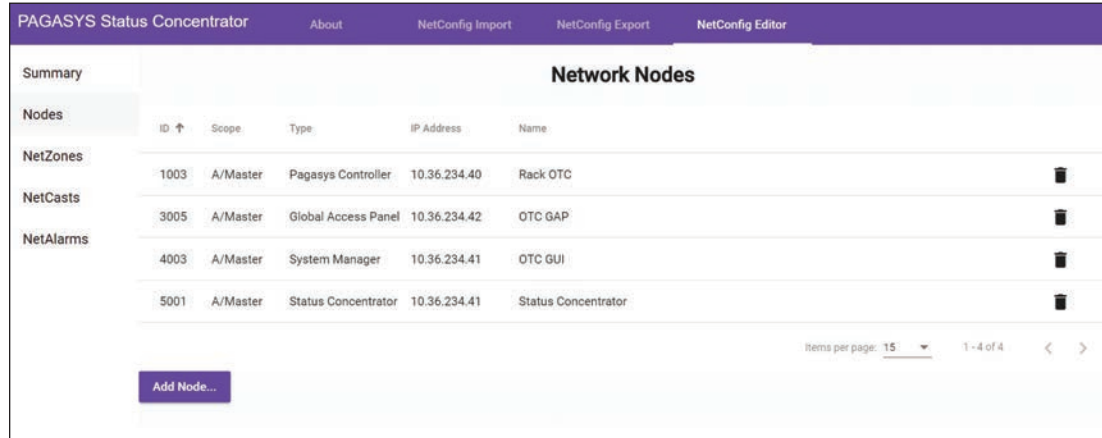 PAGASYS Status Concentrator About NetConfig Import NetConfig Export NetConfig Editor
Summary
Nodes
NetZones
NetCasts
NetAlarms
Network Nodes
ID Scope Type IP Address Name
1003 A/Master Pagasys Controller 10.36.234.40 Rack OTC
3005 A/Master Global Access Panel 10.36.234.42 OTC GAP
4003 A/Master System Manager 10.36.234.41 OTC GUI
5001 A/Master Status Concentrator 10.36.234.41 Status Concentrator
Items per page: 15 1 - 4 of 4
Add Node...